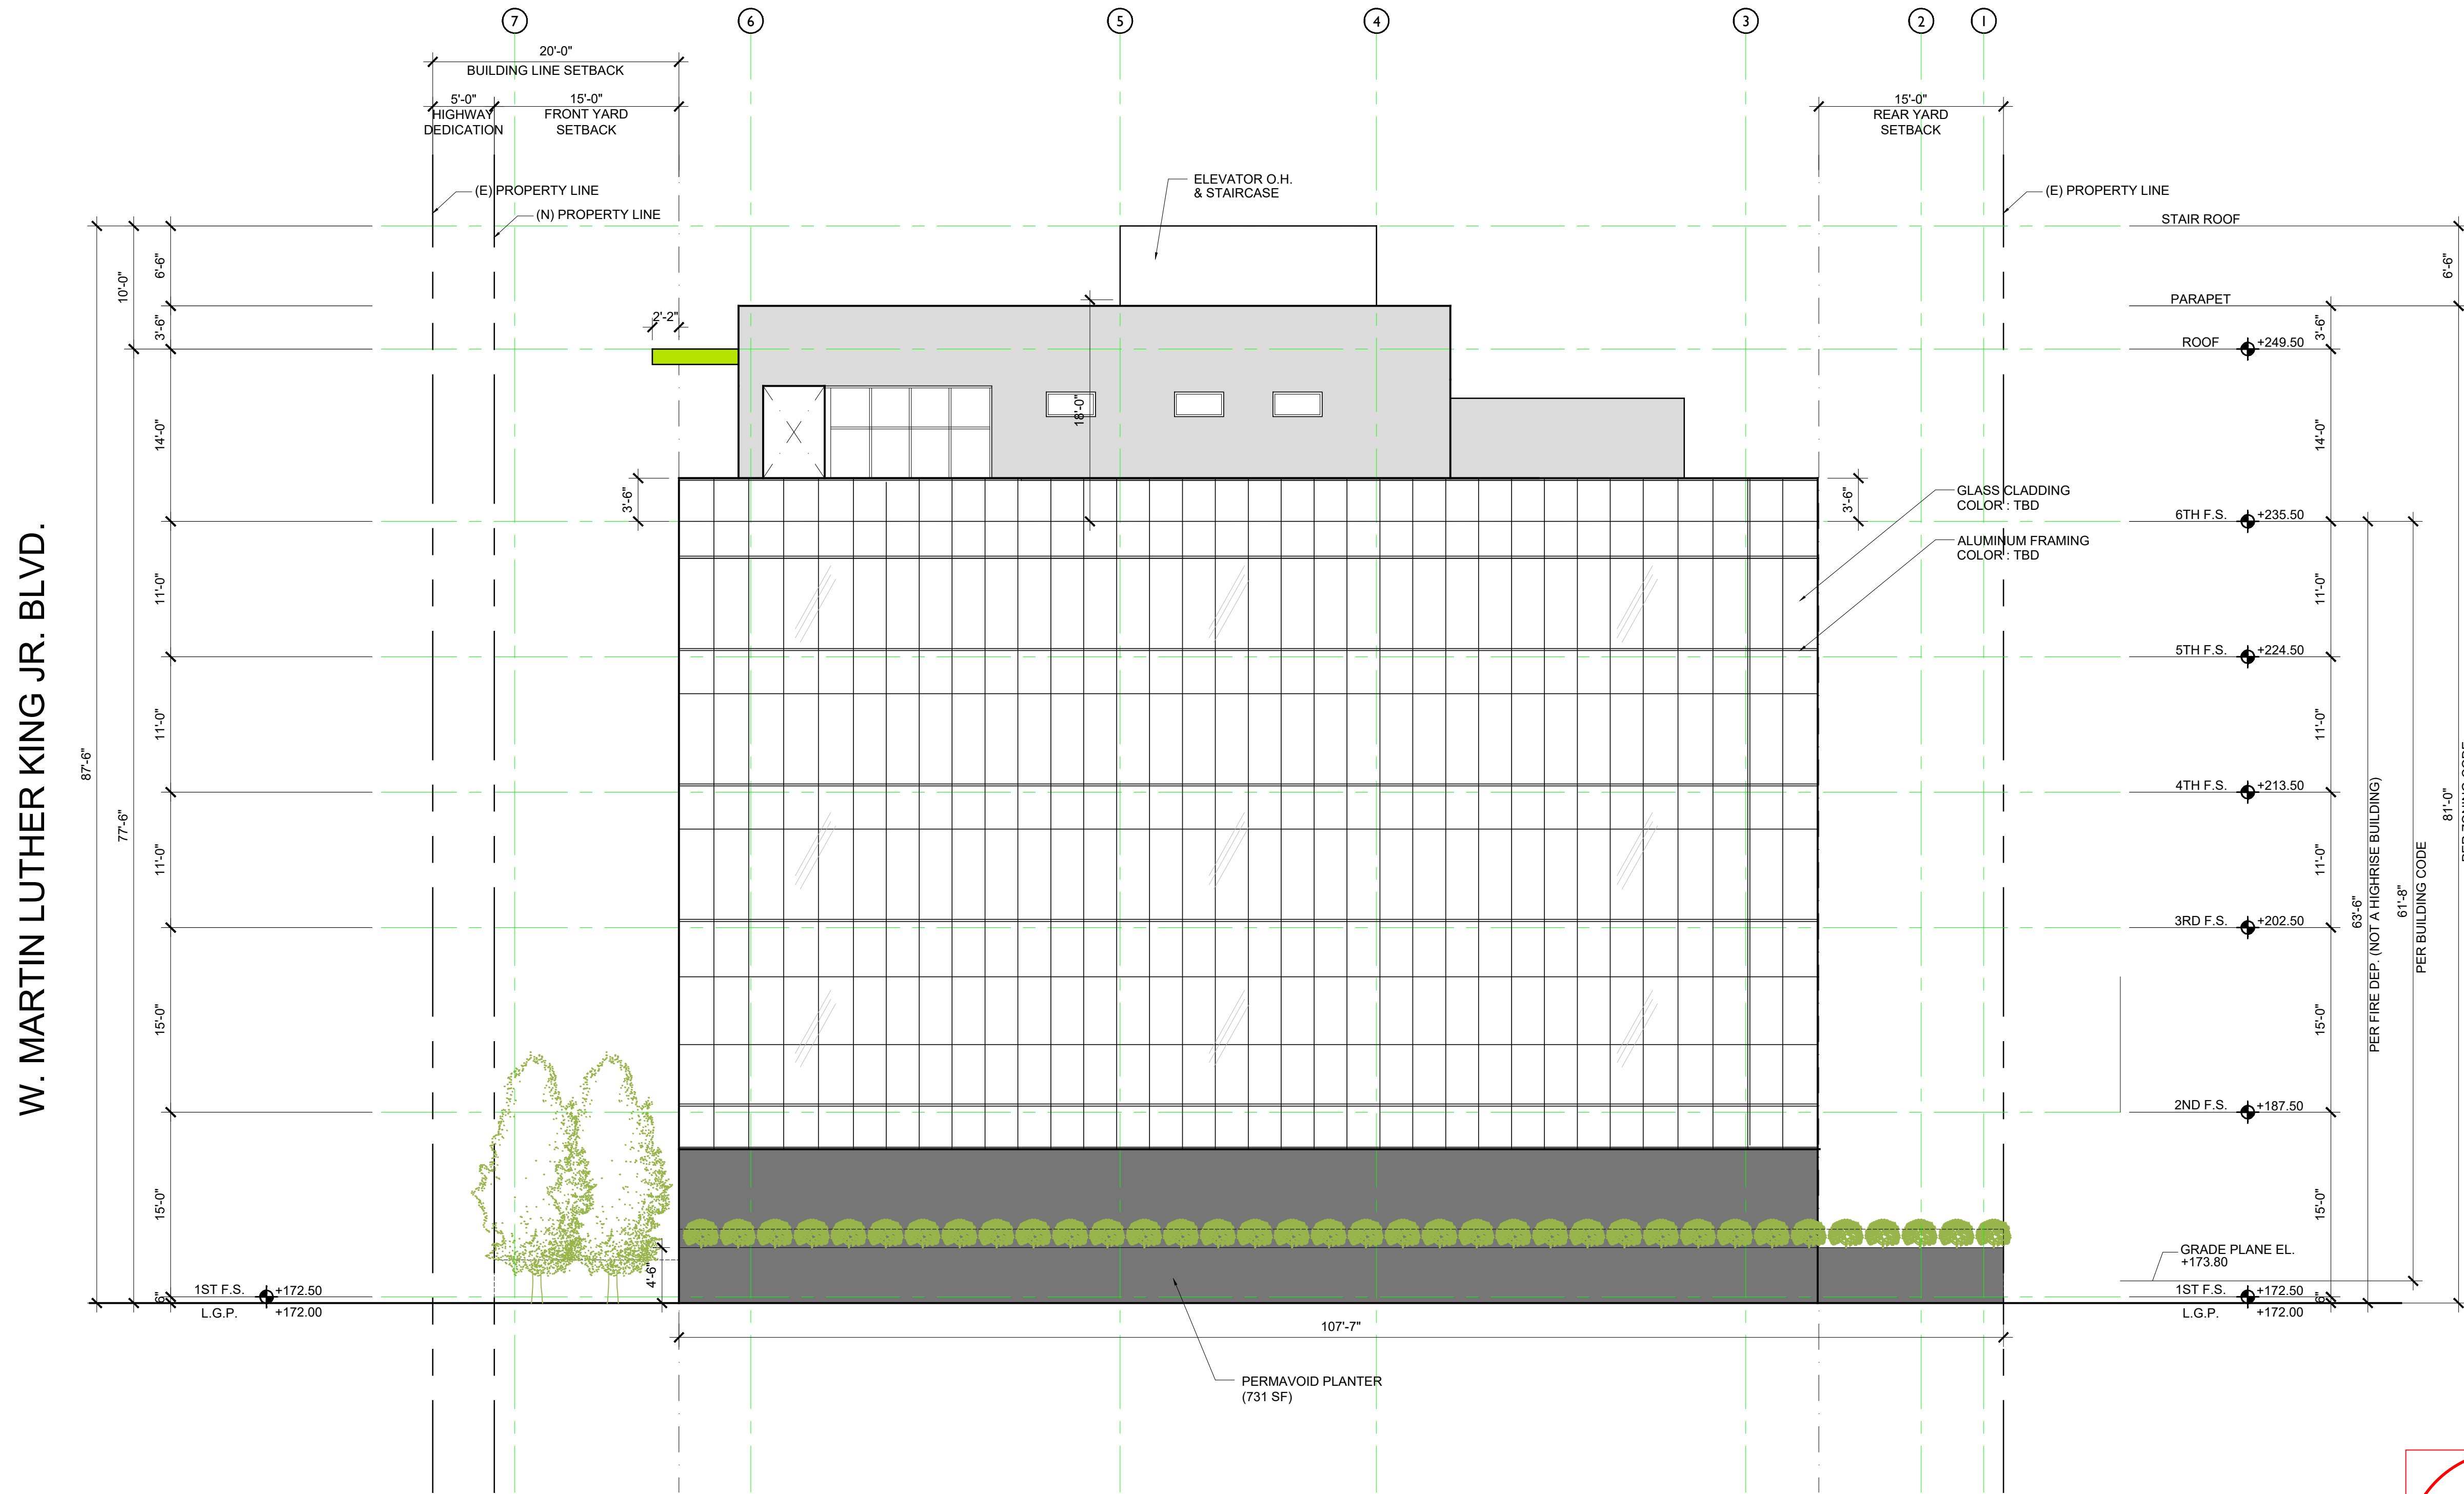 7
6
5
4
3
2
1
20'-0"
BUILDING LINE SETBACK
5'-0"
HIGHWAY
DEDICATION
15'-0"
FRONT YARD
SETBACK
15'-0"
REAR YARD
SETBACK
(E) PROPERTY LINE
(N) PROPERTY LINE
ELEVATOR O.H.
& STAIRCASE
(E) PROPERTY LINE
STAIR ROOF
PARAPET
ROOF +249.50
6TH F.S. +235.50
5TH F.S. +224.50
4TH F.S. +213.50
3RD F.S. +202.50
2ND F.S. +187.50
GRADE PLANE EL.
+173.80
1ST F.S. +172.50
L.G.P. +172.00
W. MARTIN LUTHER KING JR. BLVD.
87'-6"
10'-0"
77'-6"
6'-6"
3'-6"
14'-0"
11'-0"
11'-0"
11'-0"
15'-0"
15'-0"
6"
1ST F.S. +172.50
L.G.P. +172.00
2'-2"
18'-0"
3'-6"
3'-6"
GLASS CLADDING
COLOR : TBD
ALUMINUM FRAMING
COLOR : TBD
4'-6"
107'-7"
PERMAVOID PLANTER
(731 SF)
3'-6"
14'-0"
11'-0"
11'-0"
11'-0"
15'-0"
15'-0"
6"
63'-6"
PER FIRE DEP. (NOT A HIGHRISE BUILDING)
61'-8"
PER BUILDING CODE
6'-6"
81'-0"
PER ZONING CODE